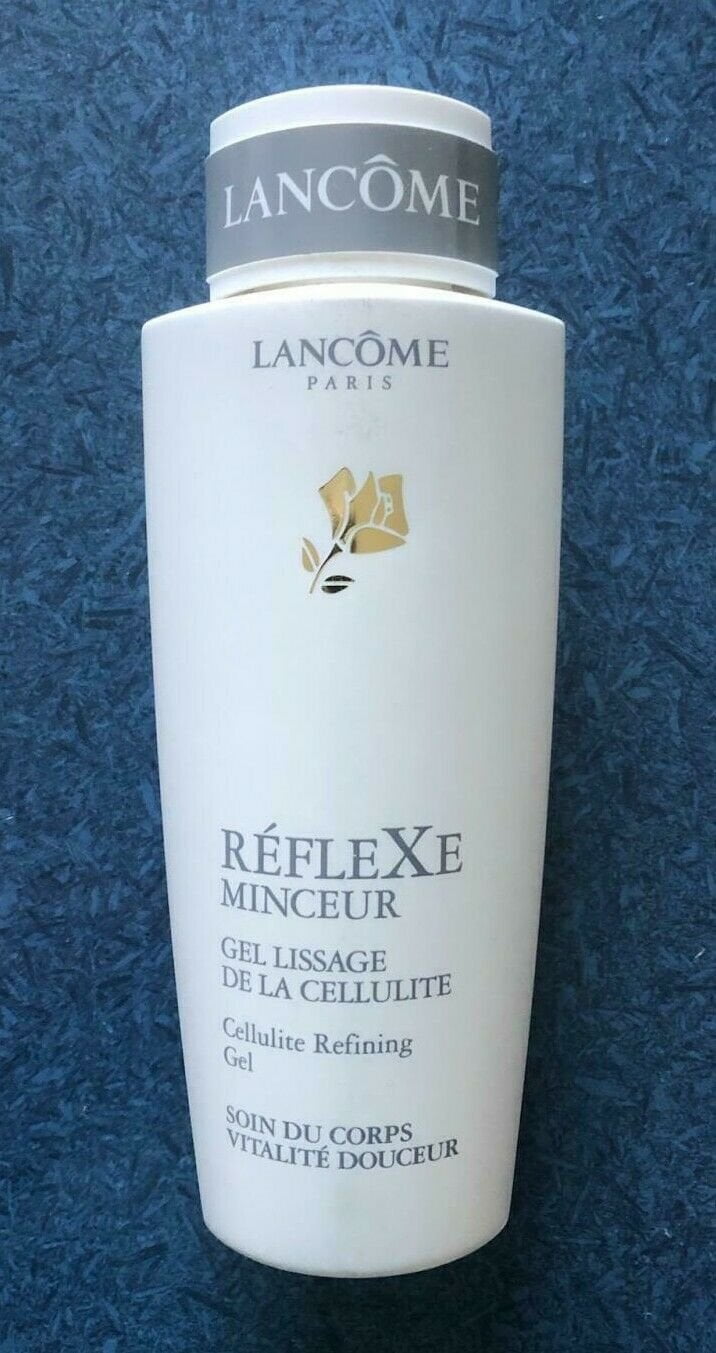 LANCÔME
LANCÔME
PARIS
RÉFLEXE
MINCEUR
GEL LISSAGE
DE LA CELLULITE
Cellulite Refining
Gel
SOIN DU CORPS
VITALITÉ DOUCEUR